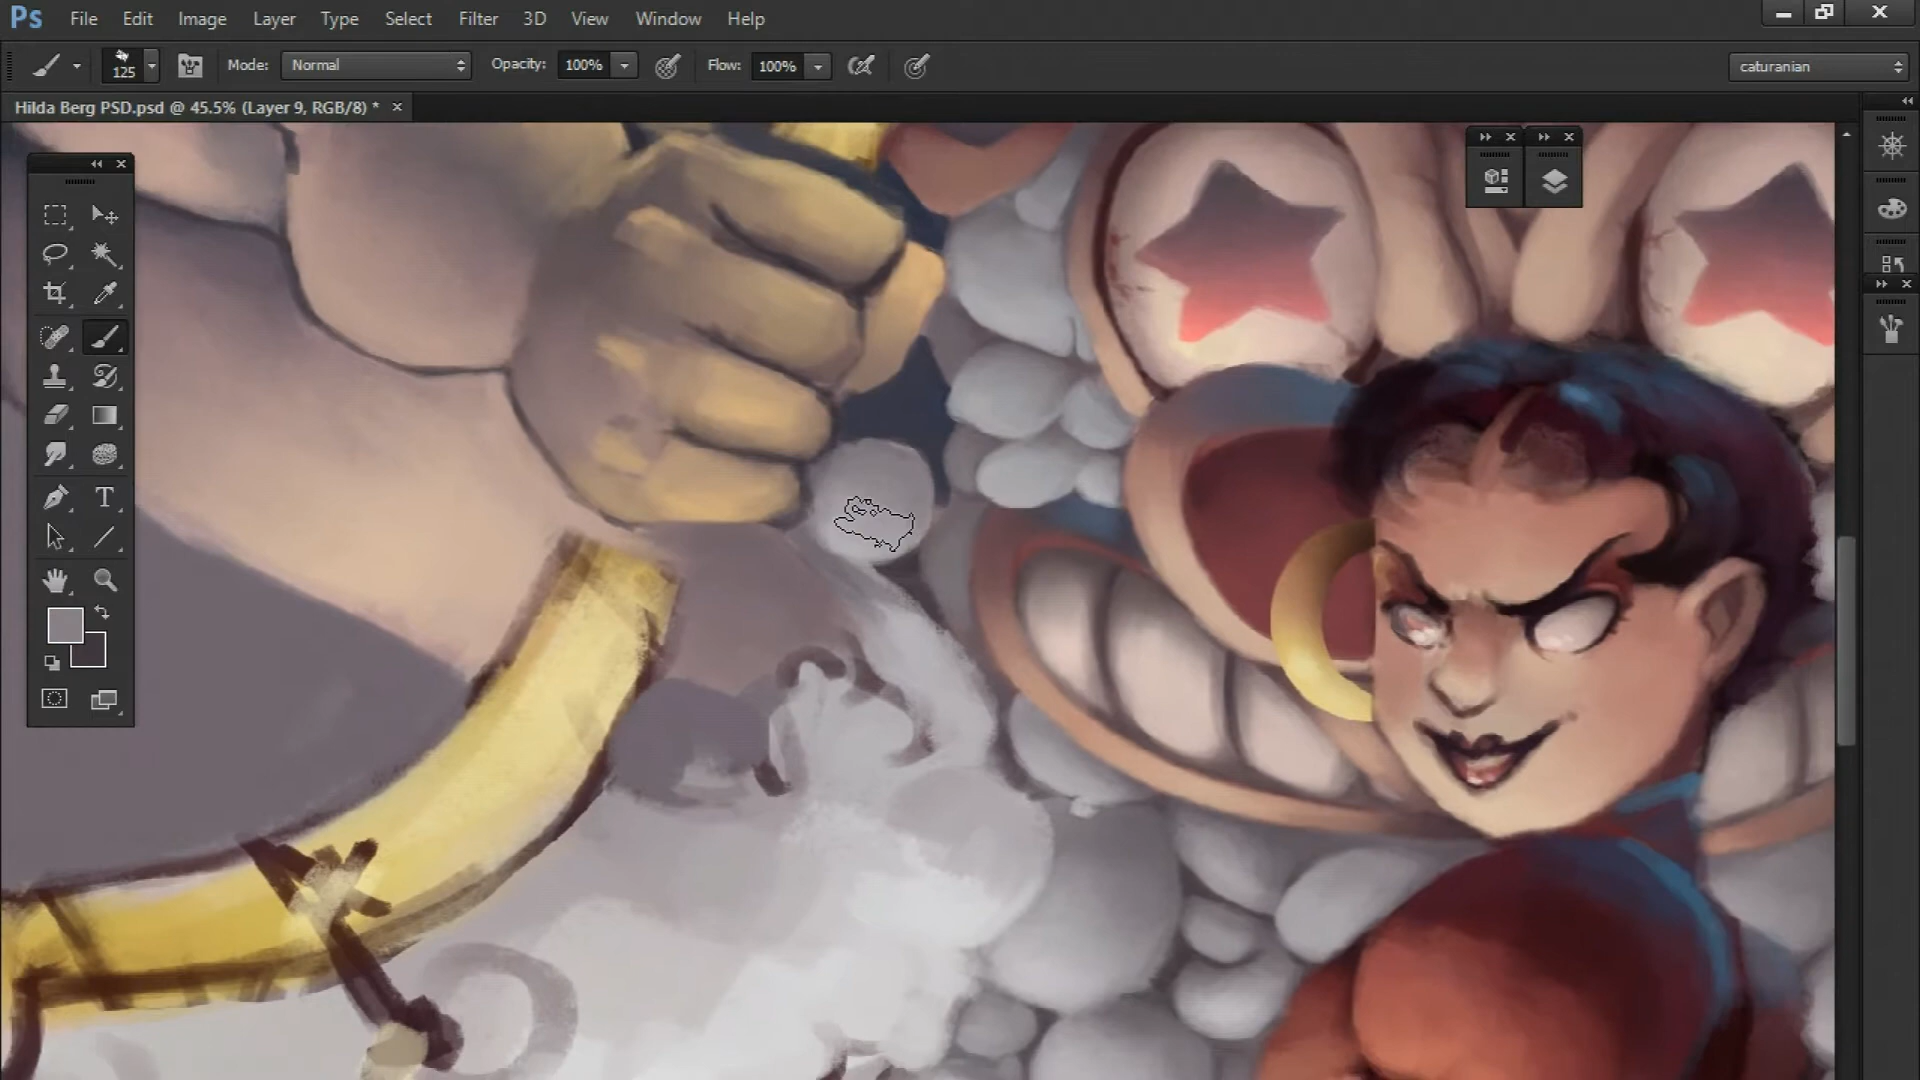 Ps File Edit Image Layer Type Select Filter 3D View Window Help
125 Mode: Normal Opacity: 100% Flow: 100% caturanian
Hilda Berg PSD.psd @ 45.5% (Layer 9, RGB/8) *
T